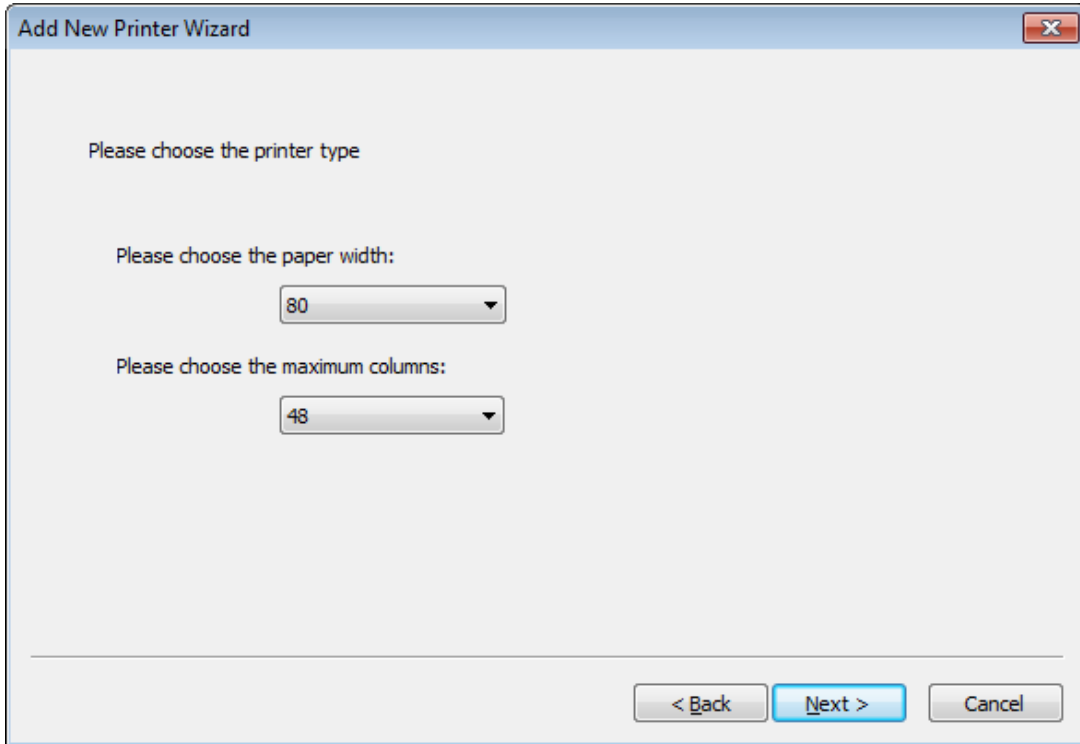 Add New Printer Wizard
Please choose the printer type
Please choose the paper width:
80
Please choose the maximum columns:
48
< Back Next > Cancel